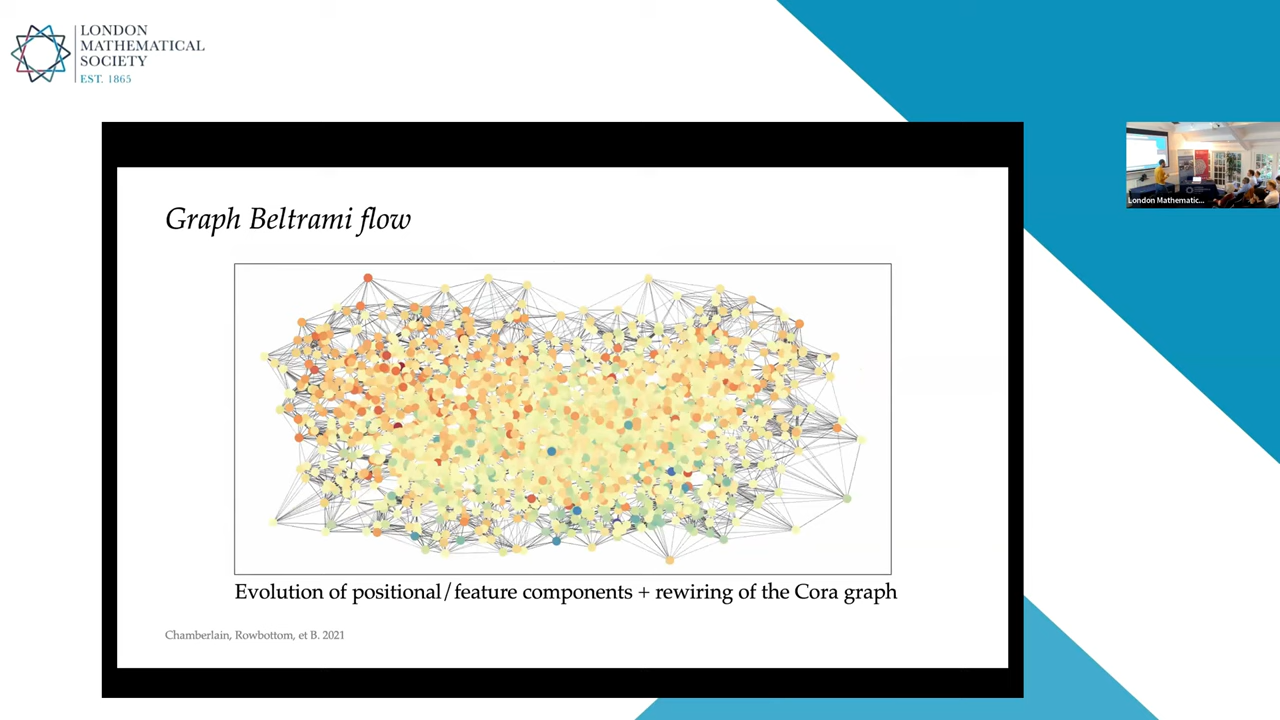 LONDON
MATHEMATICAL
SOCIETY
EST. 1865
London Mathematic...
Graph Beltrami flow
Evolution of positional/feature components + rewiring of the Cora graph
Chamberlain, Rowbottom, et B. 2021